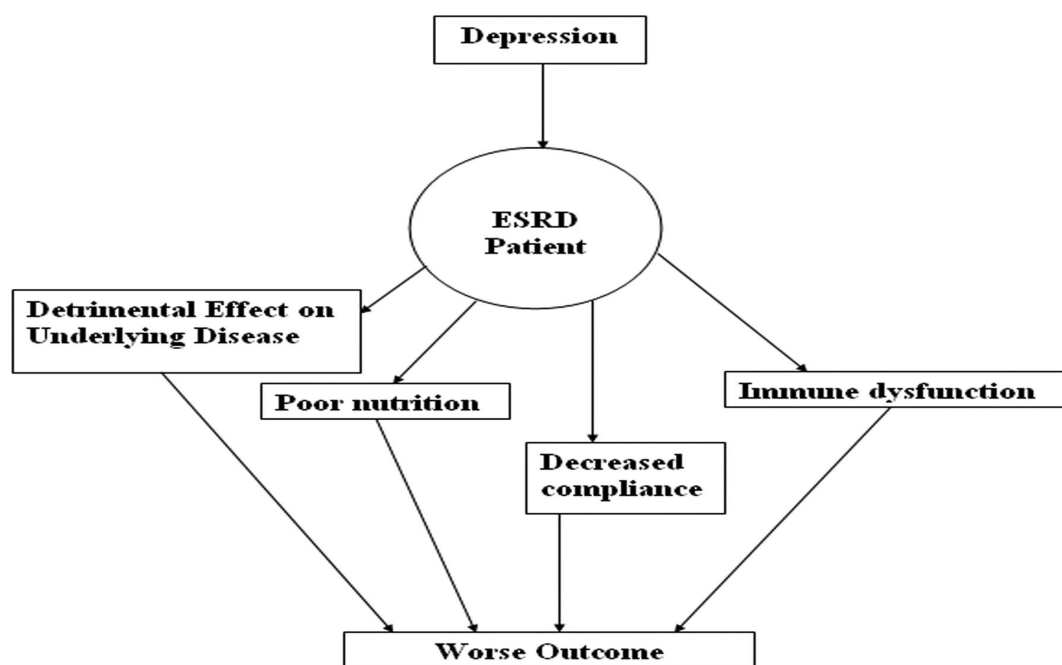 Depression
ESRD
Patient
Detrimental Effect on
Underlying Disease
Poor nutrition
Immune dysfunction
Decreased
compliance
Worse Outcome